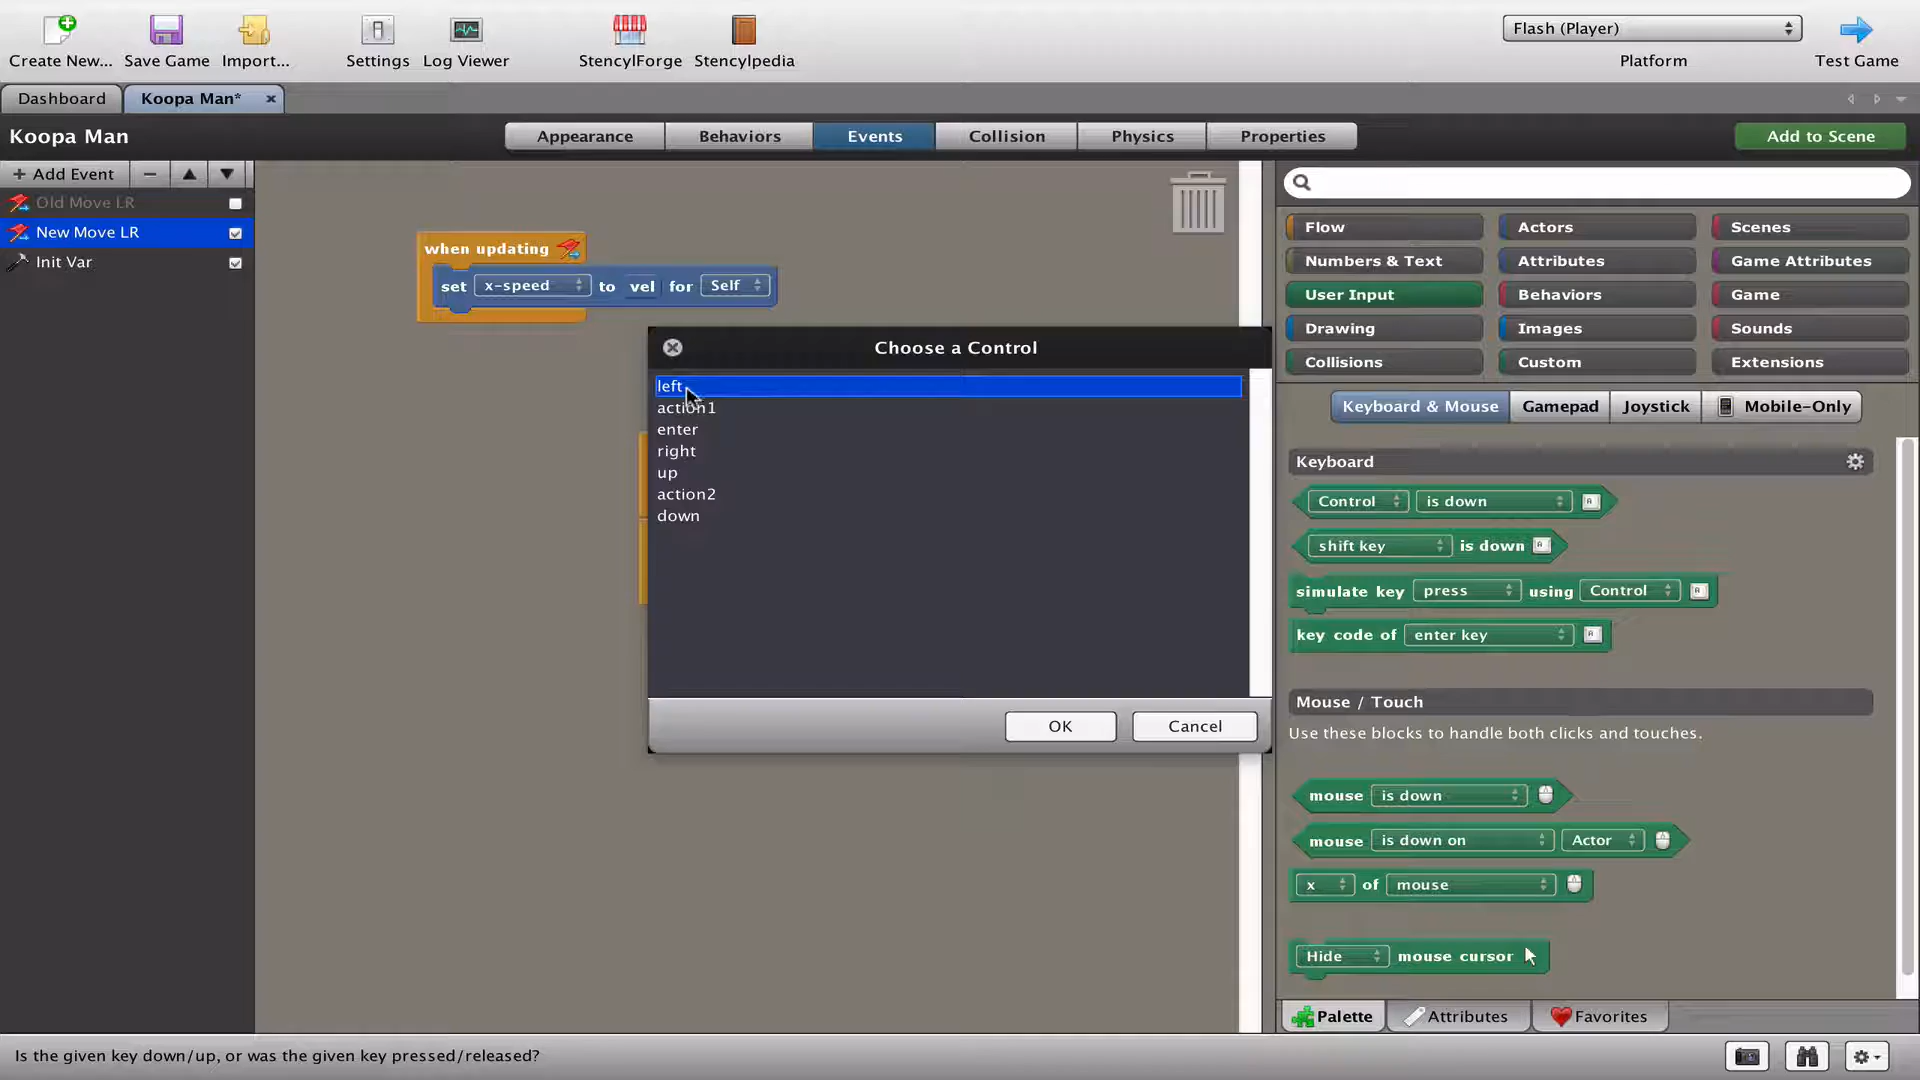 Create New... Save Game Import... Settings Log Viewer StencylForge Stencylpedia
Flash (Player)
Platform
Test Game
Dashboard Koopa Man*
Koopa Man
Appearance Behaviors Events Collision Physics Properties
Add to Scene
+ Add Event
Old Move LR
New Move LR
Init Var
when updating
set x-speed to vel for Self
Choose a Control
left
action1
enter
right
up
action2
down
OK Cancel
Flow Actors Scenes
Numbers & Text Attributes Game Attributes
User Input Behaviors Game
Drawing Images Sounds
Collisions Custom Extensions
Keyboard & Mouse Gamepad Joystick Mobile-Only
Keyboard
Control is down
shift key is down
simulate key press using Control
key code of enter key
Mouse / Touch
Use these blocks to handle both clicks and touches.
mouse is down
mouse is down on Actor
x of mouse
Hide mouse cursor
Palette Attributes Favorites
Is the given key down/up, or was the given key pressed/released?